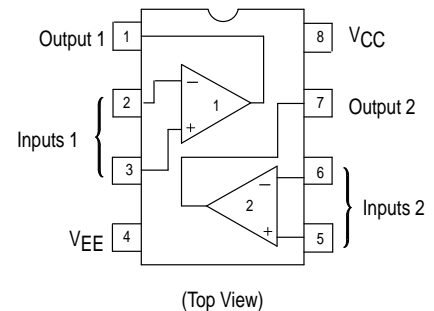 Output 1
1
8
VCC
2
−
1
7
Output 2
Inputs 1
+
3
6
−
2
Inputs 2
VEE
4
+
5
(Top View)